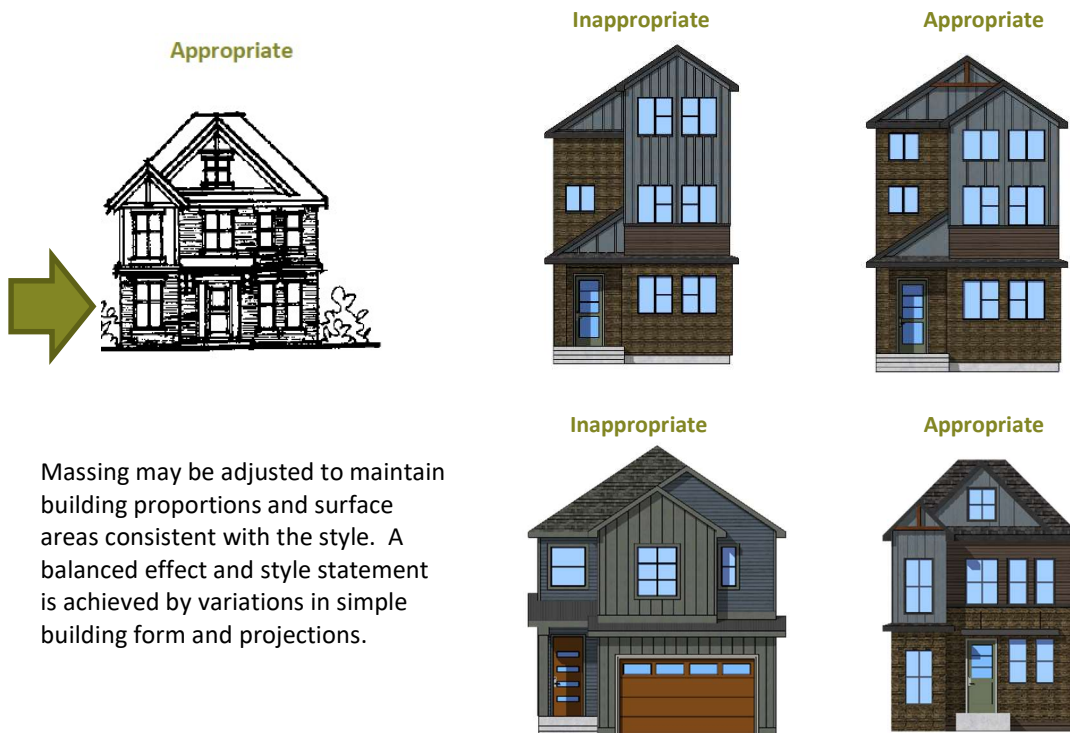 Appropriate
Inappropriate
Appropriate
Inappropriate
Appropriate
Massing may be adjusted to maintain
building proportions and surface
areas consistent with the style.  A
balanced effect and style statement
is achieved by variations in simple
building form and projections.